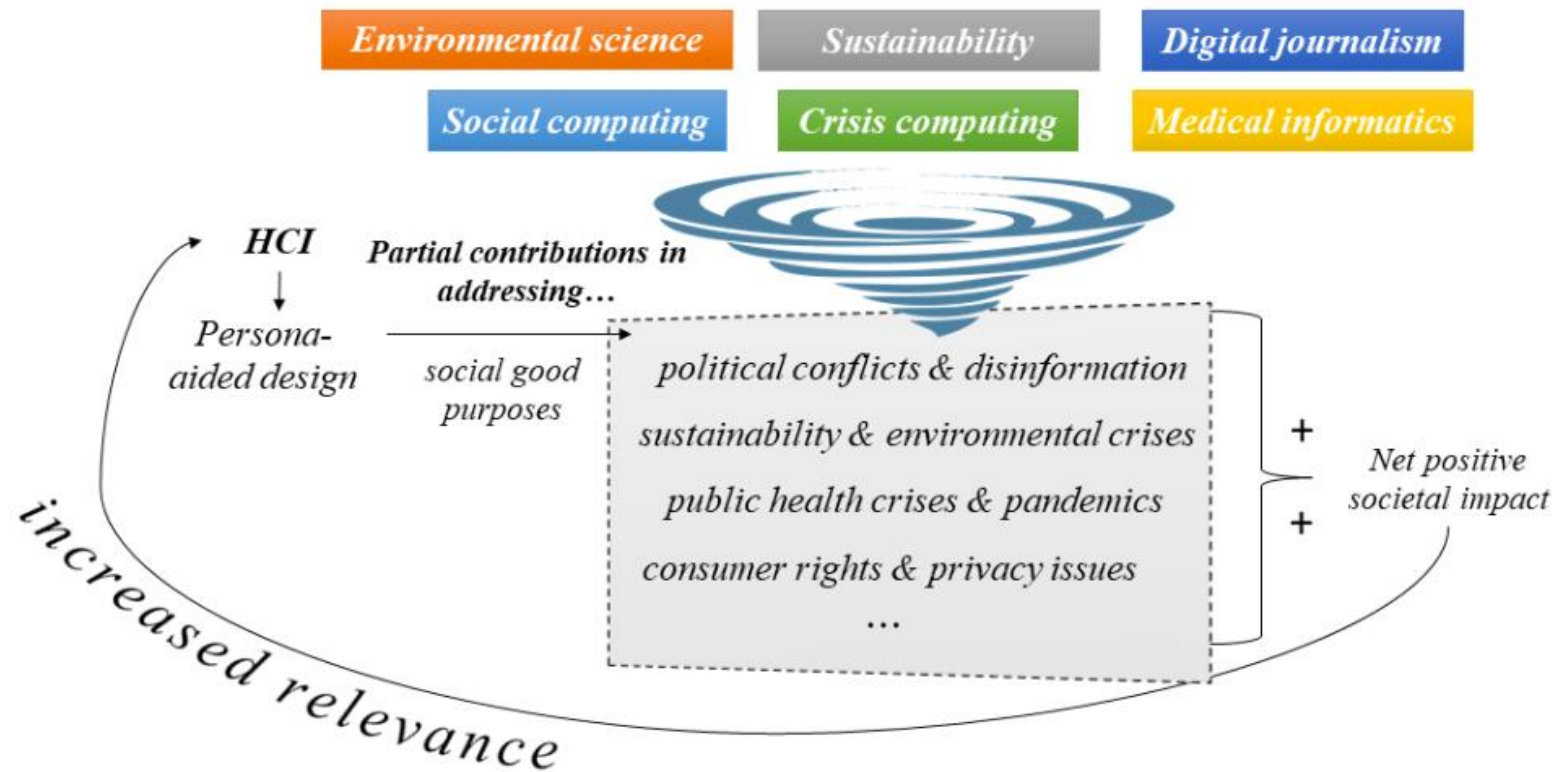 Environmental science
Sustainability
Digital journalism
Social computing
Crisis computing
Medical informatics
HCI
Persona-
aided design
Partial contributions in
addressing…
social good
purposes
political conflicts & disinformation
sustainability & environmental crises
public health crises & pandemics
consumer rights & privacy issues
…
+
+
Net positive
societal impact
increased relevance